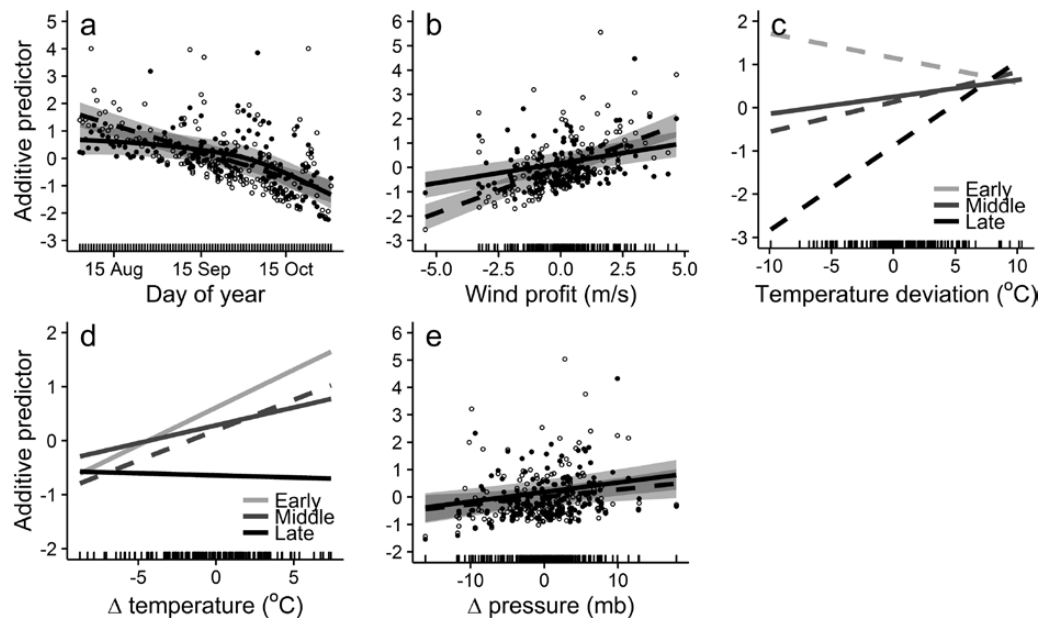 a
Additive predictor
5
4
3
2
1
0
-1
-2
-3
15 Aug 15 Sep 15 Oct
Day of year
b
6
5
4
3
2
1
0
-1
-2
-3
-5.0 -2.5 0.0 2.5 5.0
Wind profit (m/s)
c
2
1
0
-1
-2
-3
Early
Middle
Late
-10 -5 0 5 10
Temperature deviation (°C)
d
Additive predictor
2
1
0
-1
-2
Early
Middle
Late
-5 0 5
Δ temperature (°C)
e
6
5
4
3
2
1
0
-1
-2
-10 0 10
Δ pressure (mb)